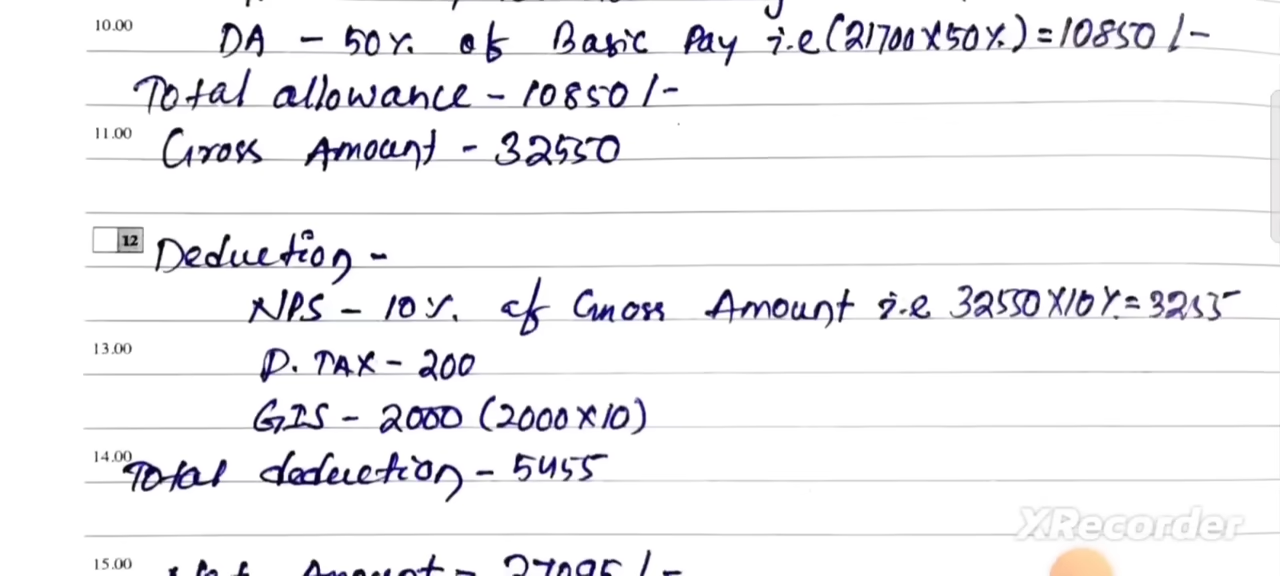 10.00
DA - 50%. of Basic Pay i.e (21700X50%.) = 10850/-
Total allowance - 10850/-
11.00 Gross Amount - 32550
12 Deduction -
NPS - 10%. of Gross Amount i.e 32550X10%. = 3255
13.00
P. TAX - 200
GIS - 2000 (2000X10)
14.00 Total deduction - 5455
XRecorder
15.00 Amount - 27095/-